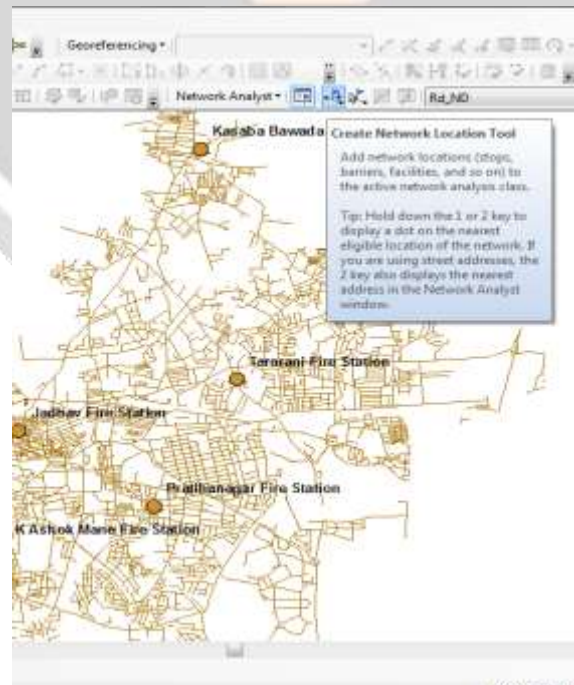 Georeferencing
Network Analyst
Rd_ND
Kasaba Bawada
Create Network Location Tool
Add network locations (stops,
barriers, facilities, and so on) to
the active network analysis class.
Tip: Hold down the 1 or 2 key to
display a dot on the nearest
eligible location of the network. If
you are using street addresses, the
2 key also displays the nearest
address in the Network Analyst
window.
Tararani Fire Station
Jadhav Fire Station
Pratibanagar Fire Station
K Ashok Mane Fire Station